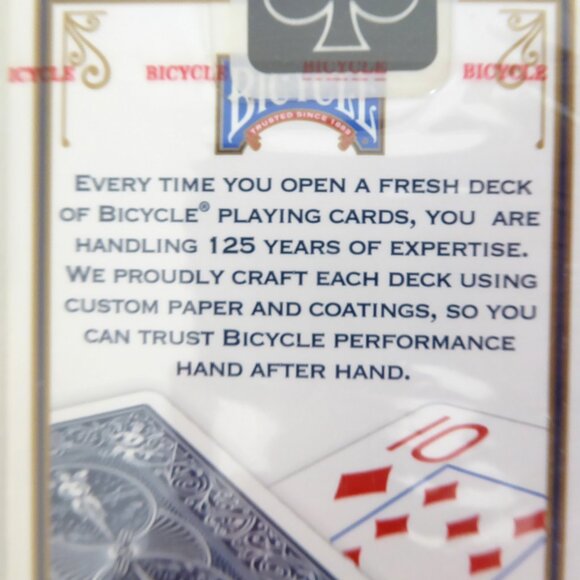 BICYCLE BICYCLE BICYCLE BICYCLE
BICYCLE
TRUSTED SINCE 1885
EVERY TIME YOU OPEN A FRESH DECK
OF BICYCLE® PLAYING CARDS, YOU ARE
HANDLING 125 YEARS OF EXPERTISE.
WE PROUDLY CRAFT EACH DECK USING
CUSTOM PAPER AND COATINGS, SO YOU
CAN TRUST BICYCLE PERFORMANCE
HAND AFTER HAND.
10